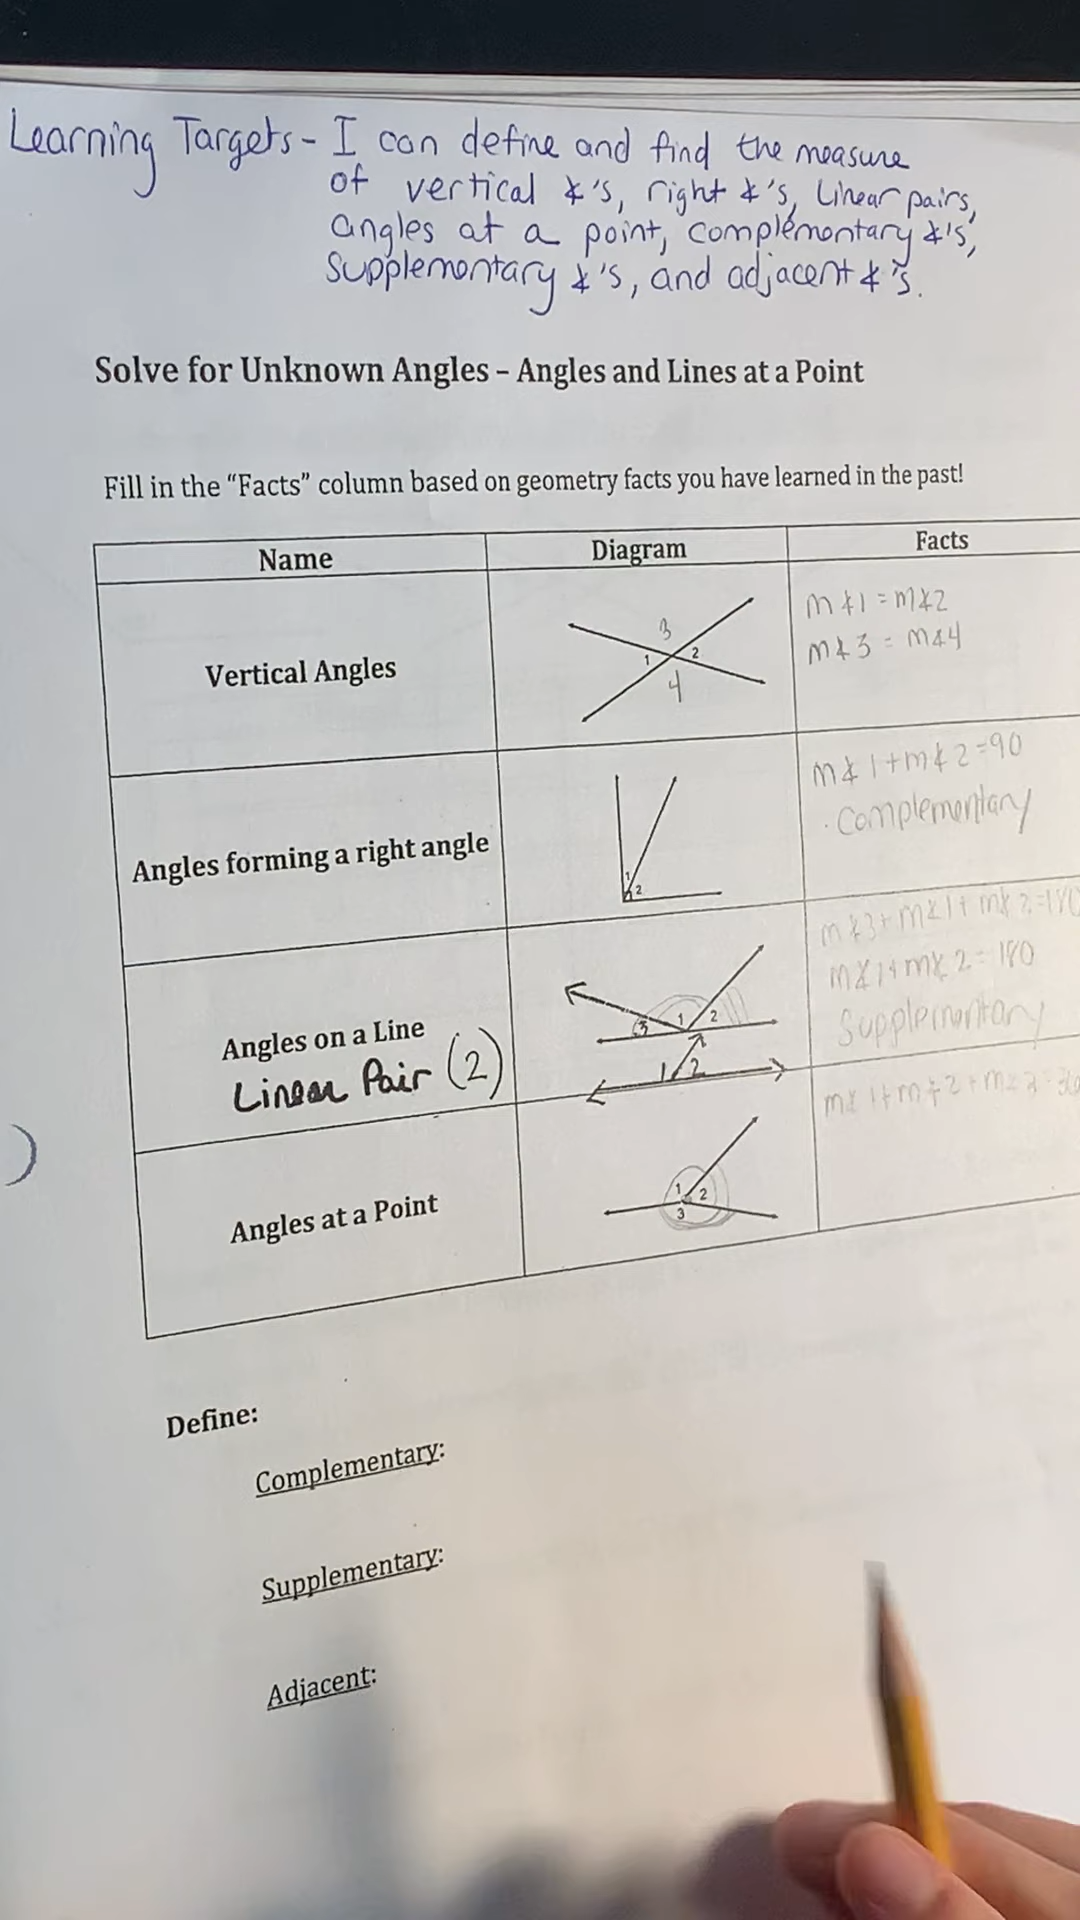 Learning Targets - I can define and find the measure
of vertical ∡'s, right ∡'s, Linear pairs,
angles at a point, complementary ∡'s,
supplementary ∡'s, and adjacent ∡'s.
Solve for Unknown Angles – Angles and Lines at a Point
Fill in the “Facts” column based on geometry facts you have learned in the past!
Name
Diagram
Facts
Vertical Angles
3
1
2
4
m∡1 = m∡2
m∡3 = m∡4
Angles forming a right angle
1
2
m∡1+m∡2=90
. Complementary
Angles on a Line
Linear Pair (2)
3
1
2
1/2
m∡3+m∡1+m∡2=180
m∡1+m∡2=180
Supplementary
Angles at a Point
1
2
3
m∡1+m∡2+m∡3
Define:
Complementary:
Supplementary:
Adjacent: